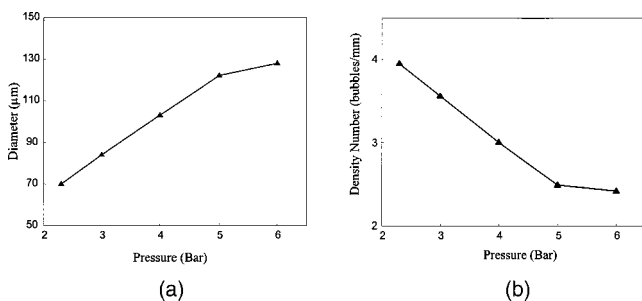 150
130
110
90
70
50
Diameter (µm)
2 3 4 5 6
Pressure (Bar)
(a)
4
3
2
Density Number (bubbles/mm)
2 3 4 5 6
Pressure (Bar)
(b)